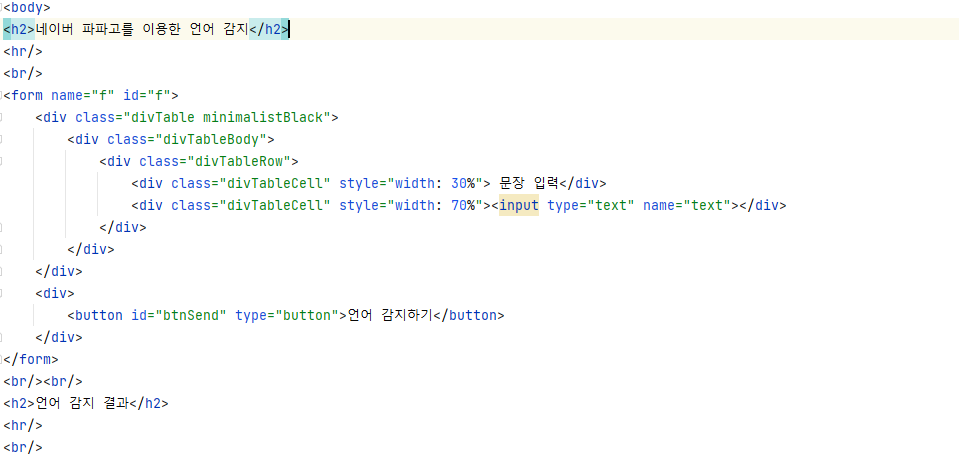 <body>
<h2>네이버 파파고를 이용한 언어 감지</h2>
<hr/>
<br/>
<form name="f" id="f">
    <div class="divTable minimalistBlack">
        <div class="divTableBody">
            <div class="divTableRow">
                <div class="divTableCell" style="width: 30%"> 문장 입력</div>
                <div class="divTableCell" style="width: 70%"><input type="text" name="text"></div>
            </div>
        </div>
    </div>
    <div>
        <button id="btnSend" type="button">언어 감지하기</button>
    </div>
</form>
<br/><br/>
<h2>언어 감지 결과</h2>
<hr/>
<br/>